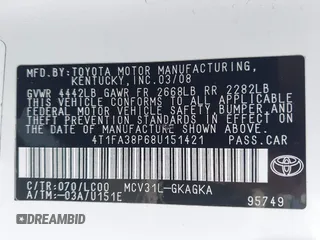 MFD.BY:TOYOTA MOTOR MANUFACTURING,
KENTUCKY,INC.03/08
GVWR 4442LB GAWR FR 2668LB RR 2282LB
THIS VEHICLE CONFORMS TO ALL APPLICABLE
FEDERAL MOTOR VEHICLE SAFETY, BUMPER, AND
THEFT PREVENTION STANDARDS IN EFFECT ON
THE DATE OF MANUFACTURE SHOWN ABOVE.
4T1FA38P68U151421 PASS.CAR
C/TR:070/LC00 MCV31L-GKAGKA
A/TM:-03A/U151E
TOYOTA
95749
DREAMBID